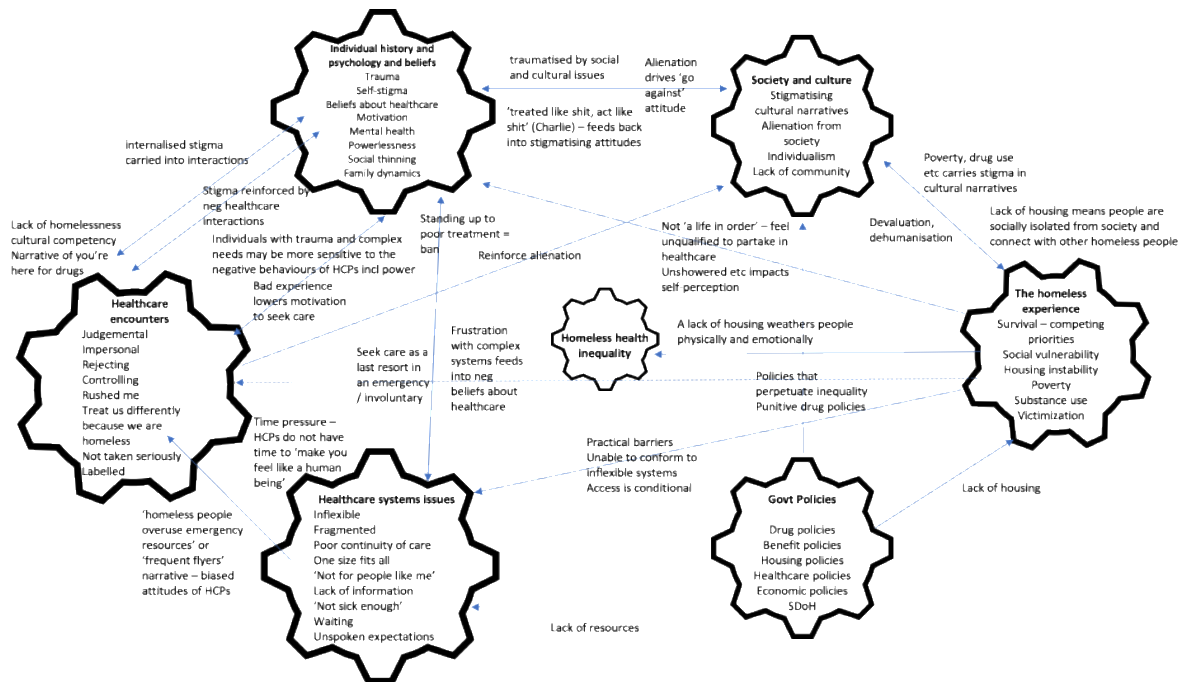 Individual history and
psychology and beliefs
Trauma
Self-stigma
Beliefs about healthcare
Motivation
Mental health
Powerlessness
Social thinning
Family dynamics
traumatised by social
and cultural issues
'treated like shit, act like
shit' (Charlie) – feeds back
into stigmatising attitudes
Alienation
drives 'go
against'
attitude
Society and culture
Stigmatising
cultural narratives
Alienation from
society
Individualism
Lack of community
internalised stigma
carried into interactions
Stigma reinforced by
neg healthcare
interactions
Lack of homelessness
cultural competency
Narrative of you're
here for drugs
Individuals with trauma and complex
needs may be more sensitive to the
negative behaviours of HCPs incl power
Bad experience
lowers motivation
to seek care
Standing up to
poor treatment =
ban
Reinforce alienation
Not 'a life in order' – feel
unqualified to partake in
healthcare
Unshowered etc impacts
self-perception
Poverty, drug use
etc carries stigma in
cultural narratives
Devaluation,
dehumanisation
Lack of housing means people are
socially isolated from society and
connect with other homeless people
Healthcare
encounters
Judgemental
Impersonal
Rejecting
Controlling
Rushed me
Treat us differently
because we are
homeless
Not taken seriously
Labelled
Homeless health
inequality
A lack of housing weathers people
physically and emotionally
The homeless
experience
Survival – competing
priorities
Social vulnerability
Housing instability
Poverty
Substance use
Victimization
Seek care as a
last resort in
an emergency
/ involuntary
Frustration
with complex
systems feeds
into neg
beliefs about
healthcare
Policies that
perpetuate inequality
Punitive drug policies
Time pressure –
HCPs do not have
time to 'make you
feel like a human
being'
Practical barriers
Unable to conform to
inflexible systems
Access is conditional
'homeless people
overuse emergency
resources' or
'frequent flyers'
narrative – biased
attitudes of HCPs
Healthcare systems issues
Inflexible
Fragmented
Poor continuity of care
One size fits all
'Not for people like me'
Lack of information
'Not sick enough'
Waiting
Unspoken expectations
Lack of resources
Govt Policies
Drug policies
Benefit policies
Housing policies
Healthcare policies
Economic policies
SDoH
Lack of housing